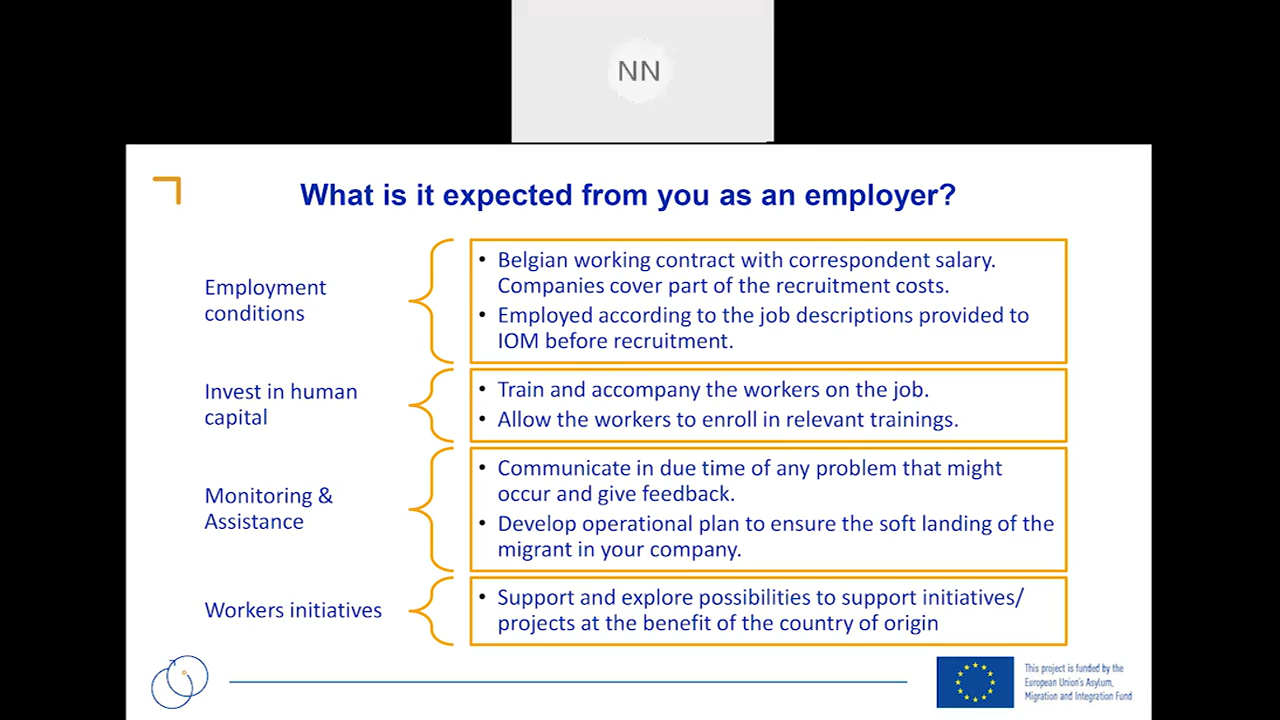 NN
What is it expected from you as an employer?
Employment
conditions
• Belgian working contract with correspondent salary.
Companies cover part of the recruitment costs.
• Employed according to the job descriptions provided to
IOM before recruitment.
Invest in human
capital
• Train and accompany the workers on the job.
• Allow the workers to enroll in relevant trainings.
Monitoring &
Assistance
• Communicate in due time of any problem that might
occur and give feedback.
• Develop operational plan to ensure the soft landing of the
migrant in your company.
Workers initiatives
• Support and explore possibilities to support initiatives/
projects at the benefit of the country of origin
This project is funded by the
European Union's Asylum,
Migration and Integration Fund